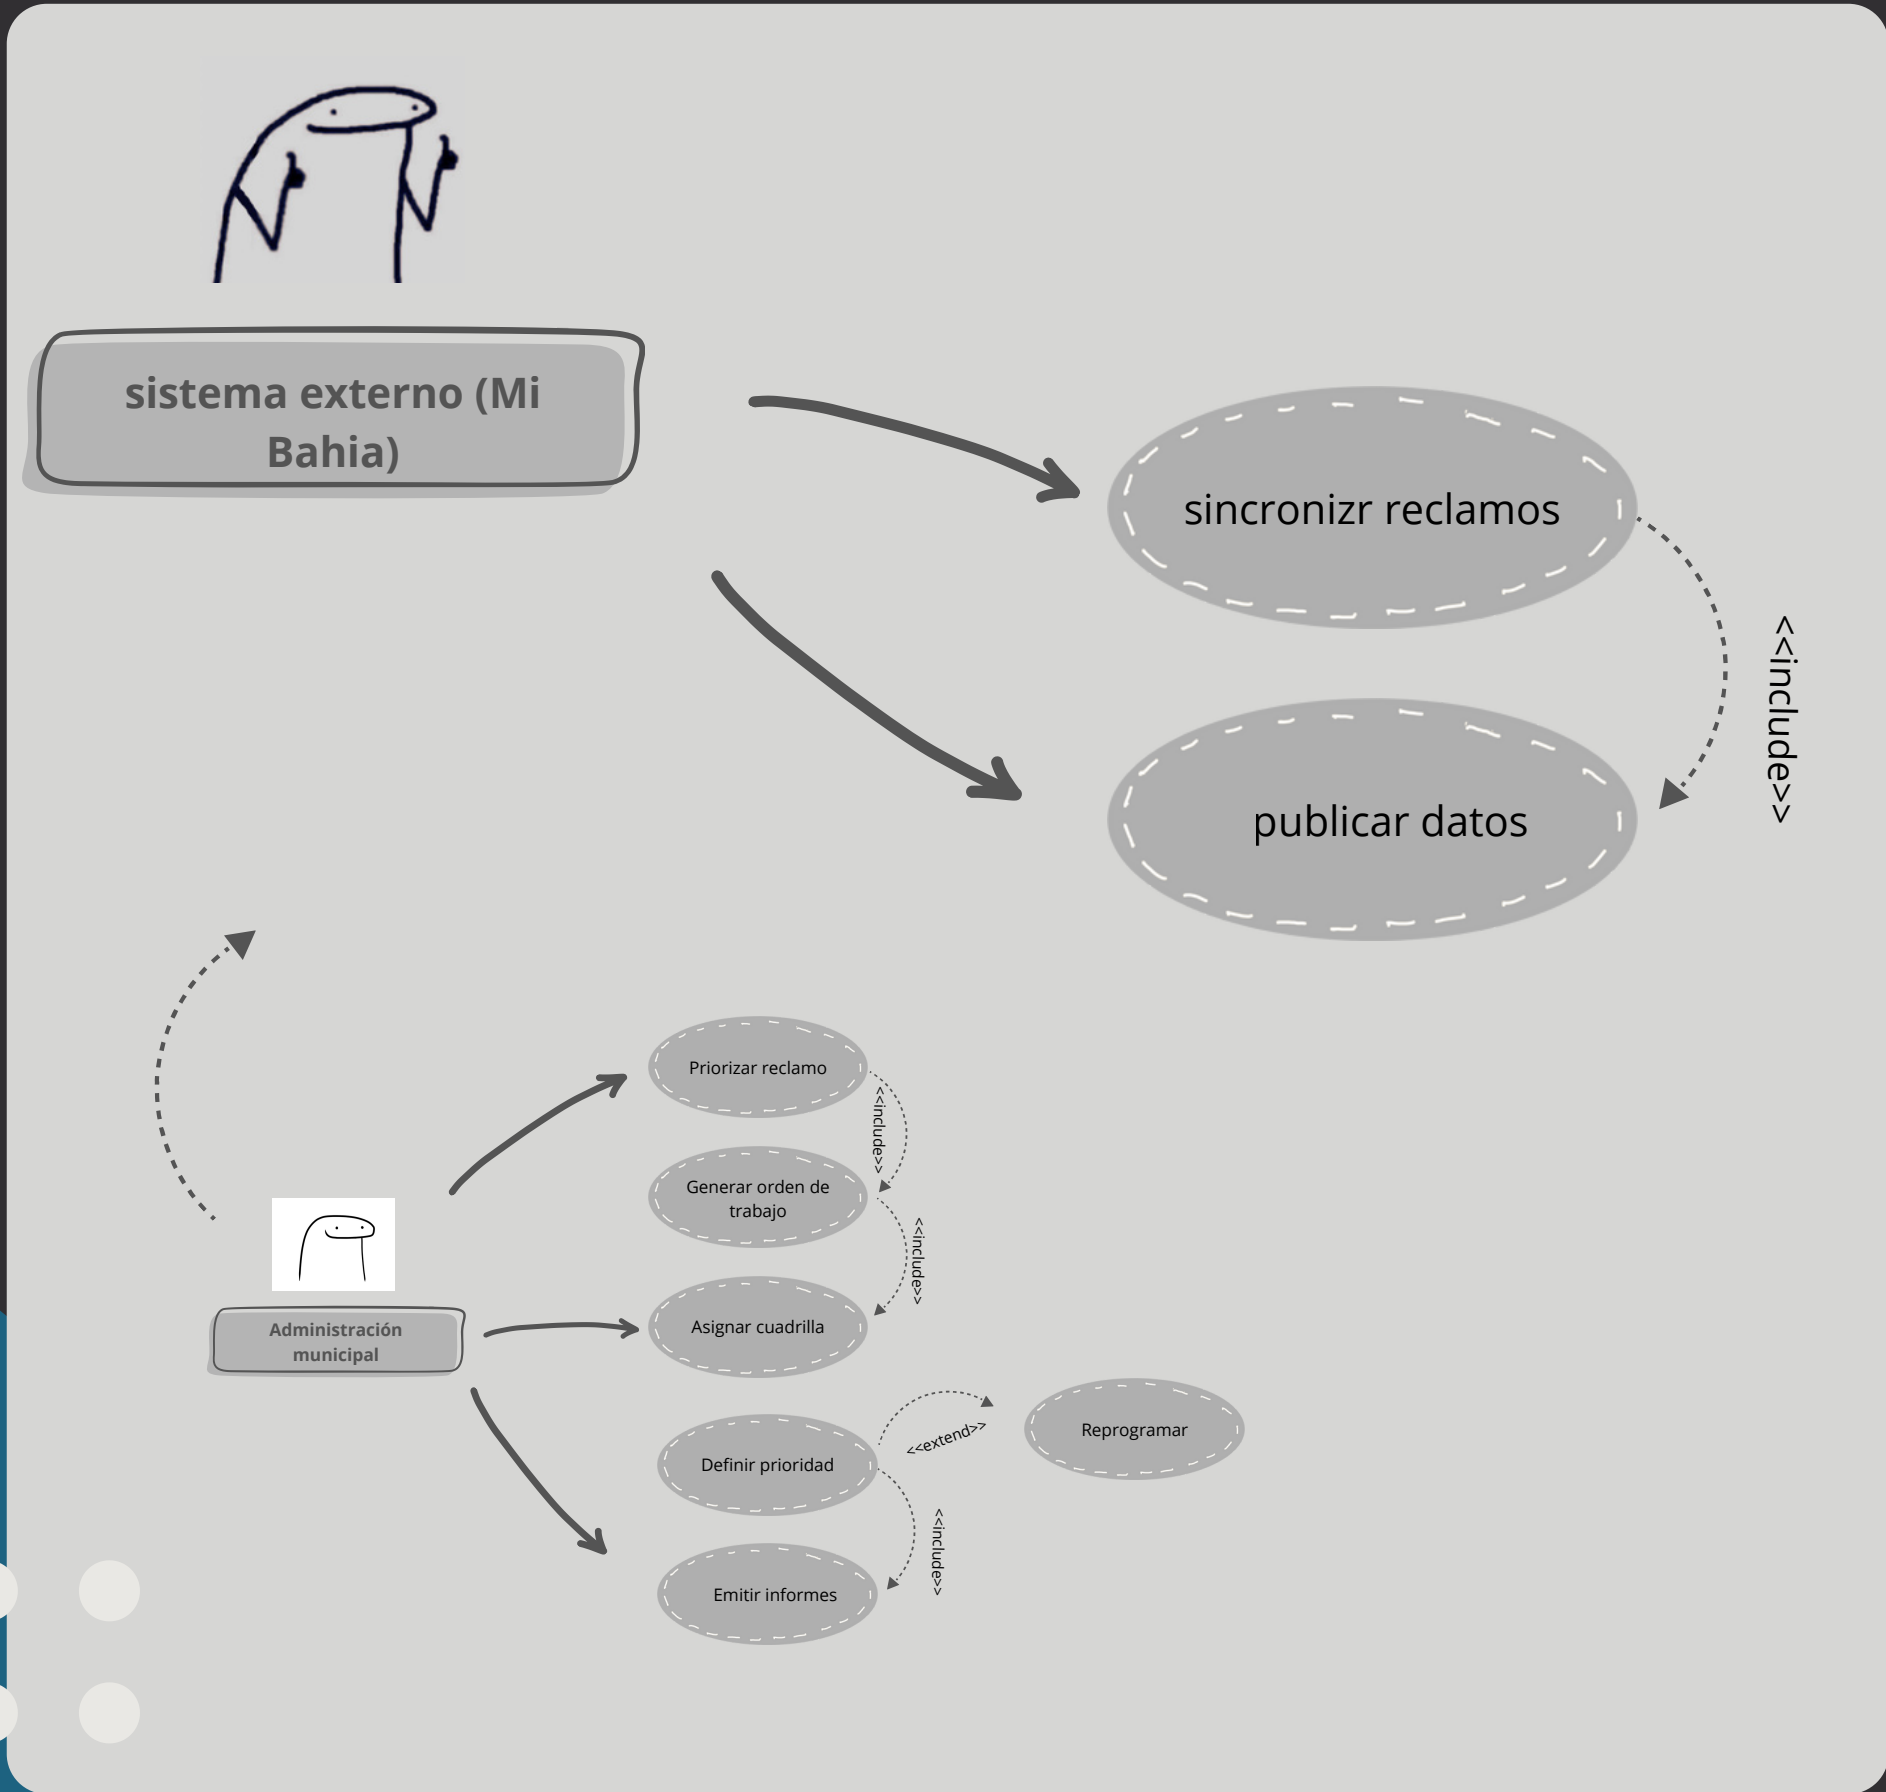 sistema externo (Mi
Bahia)
sincronizr reclamos
<<include>>
publicar datos
Priorizar reclamo
<<include>>
Generar orden de
trabajo
<<include>>
Asignar cuadrilla
Administración
municipal
Reprogramar
<<extend>>
Definir prioridad
<<include>>
Emitir informes